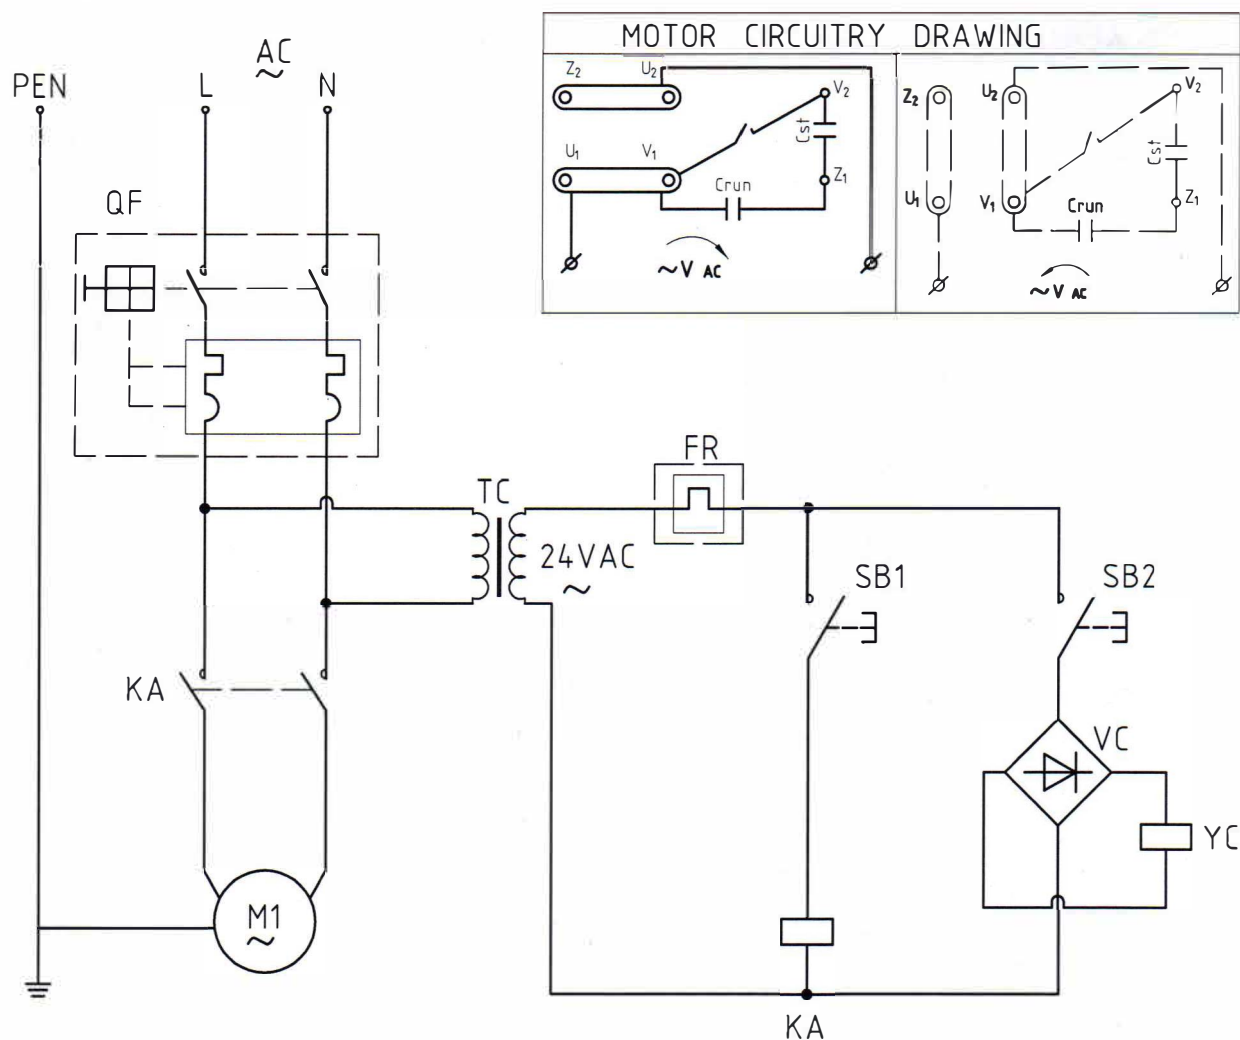 MOTOR CIRCUITRY DRAWING
Z2 U2
V2
Cst
U1 V1
Z1
Crun
~V AC
Z2 U2 V2
Cst
U1 V1 Z1
Crun
~V AC
AC
~
PEN L N
QF
FR
TC
24VAC
~
SB1 SB2
KA
VC
YC
M1
~
KA